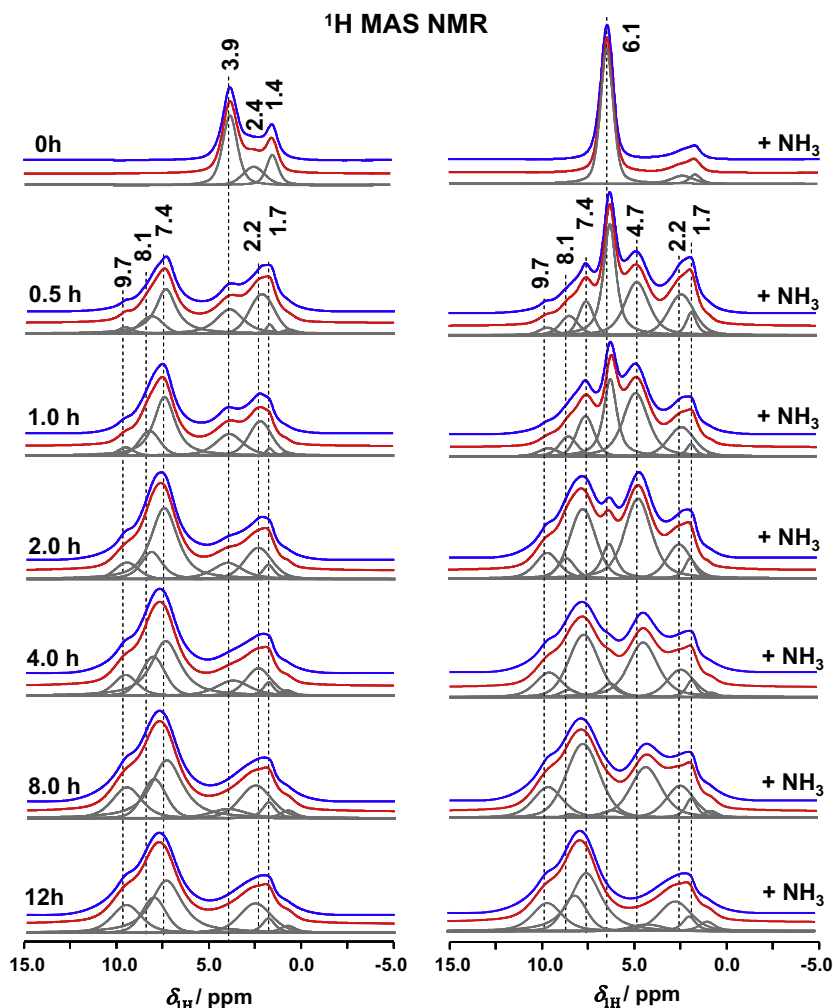 ¹H MAS NMR
3.9
2.4
1.4
6.1
0h
+ NH₃
9.7
8.1
7.4
2.2
1.7
9.7
8.1
7.4
4.7
2.2
1.7
0.5 h
+ NH₃
1.0 h
+ NH₃
2.0 h
+ NH₃
4.0 h
+ NH₃
8.0 h
+ NH₃
12h
+ NH₃
15.0 10.0 5.0 0.0 -5.0
15.0 10.0 5.0 0.0 -5.0
δ₁H / ppm
δ₁H / ppm